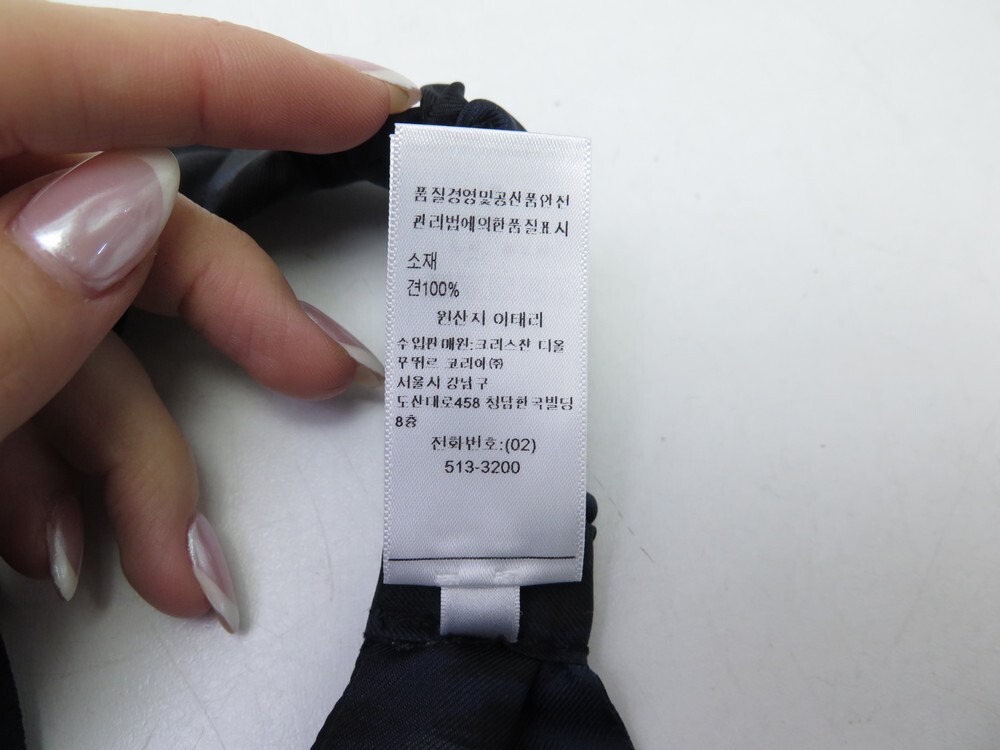 품질경영및공산품안전
관리법에의한품질표시
소재
견100%
원산지 이태리
수입판매원:크리스챤 디올
꾸뛰르 코리아㈜
서울시 강남구
도산대로458 청담한국빌딩
8층
전화번호:(02)
513-3200